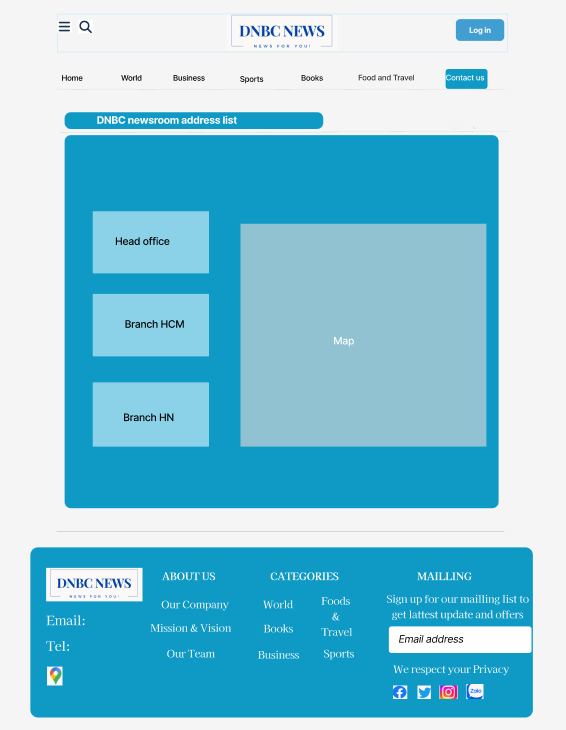 DNBC NEWS
NEWS FOR YOU!
Log in
Home World Business Sports Books Food and Travel Contact us
DNBC newsroom address list
Head office
Branch HCM
Map
Branch HN
DNBC NEWS
NEWS FOR YOU!
Email:
Tel:
ABOUT US
Our Company
Mission & Vision
Our Team
CATEGORIES
World
Books
Business
Foods
&
Travel
Sports
MAILLING
Sign up for our mailling list to
get lattest update and offers
Email address
We respect your Privacy
Zalo